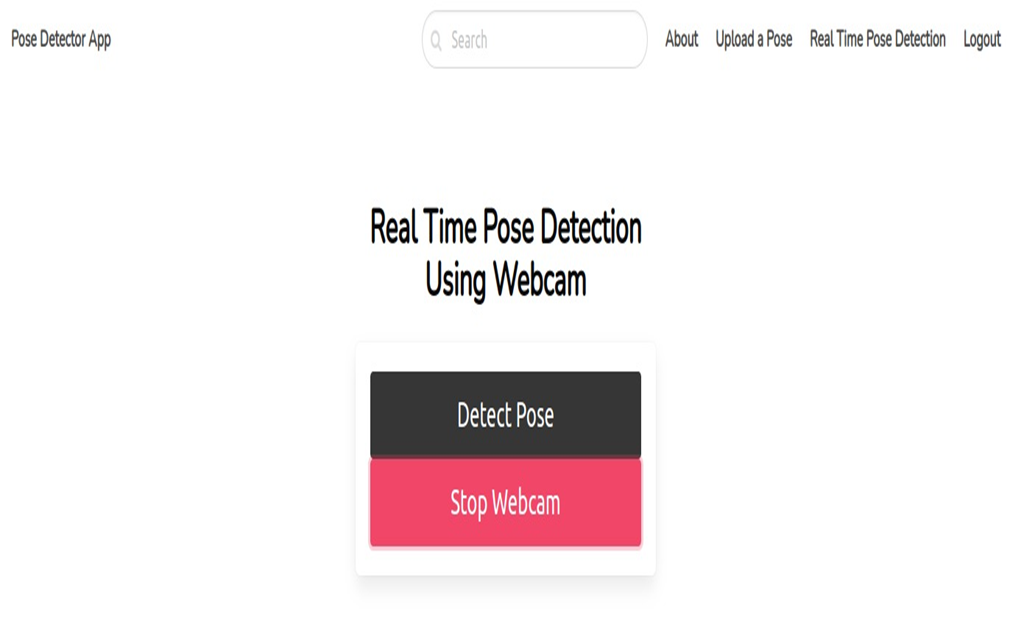 Pose Detector App Search About Upload a Pose Real Time Pose Detection Logout
Real Time Pose Detection
Using Webcam
Detect Pose
Stop Webcam